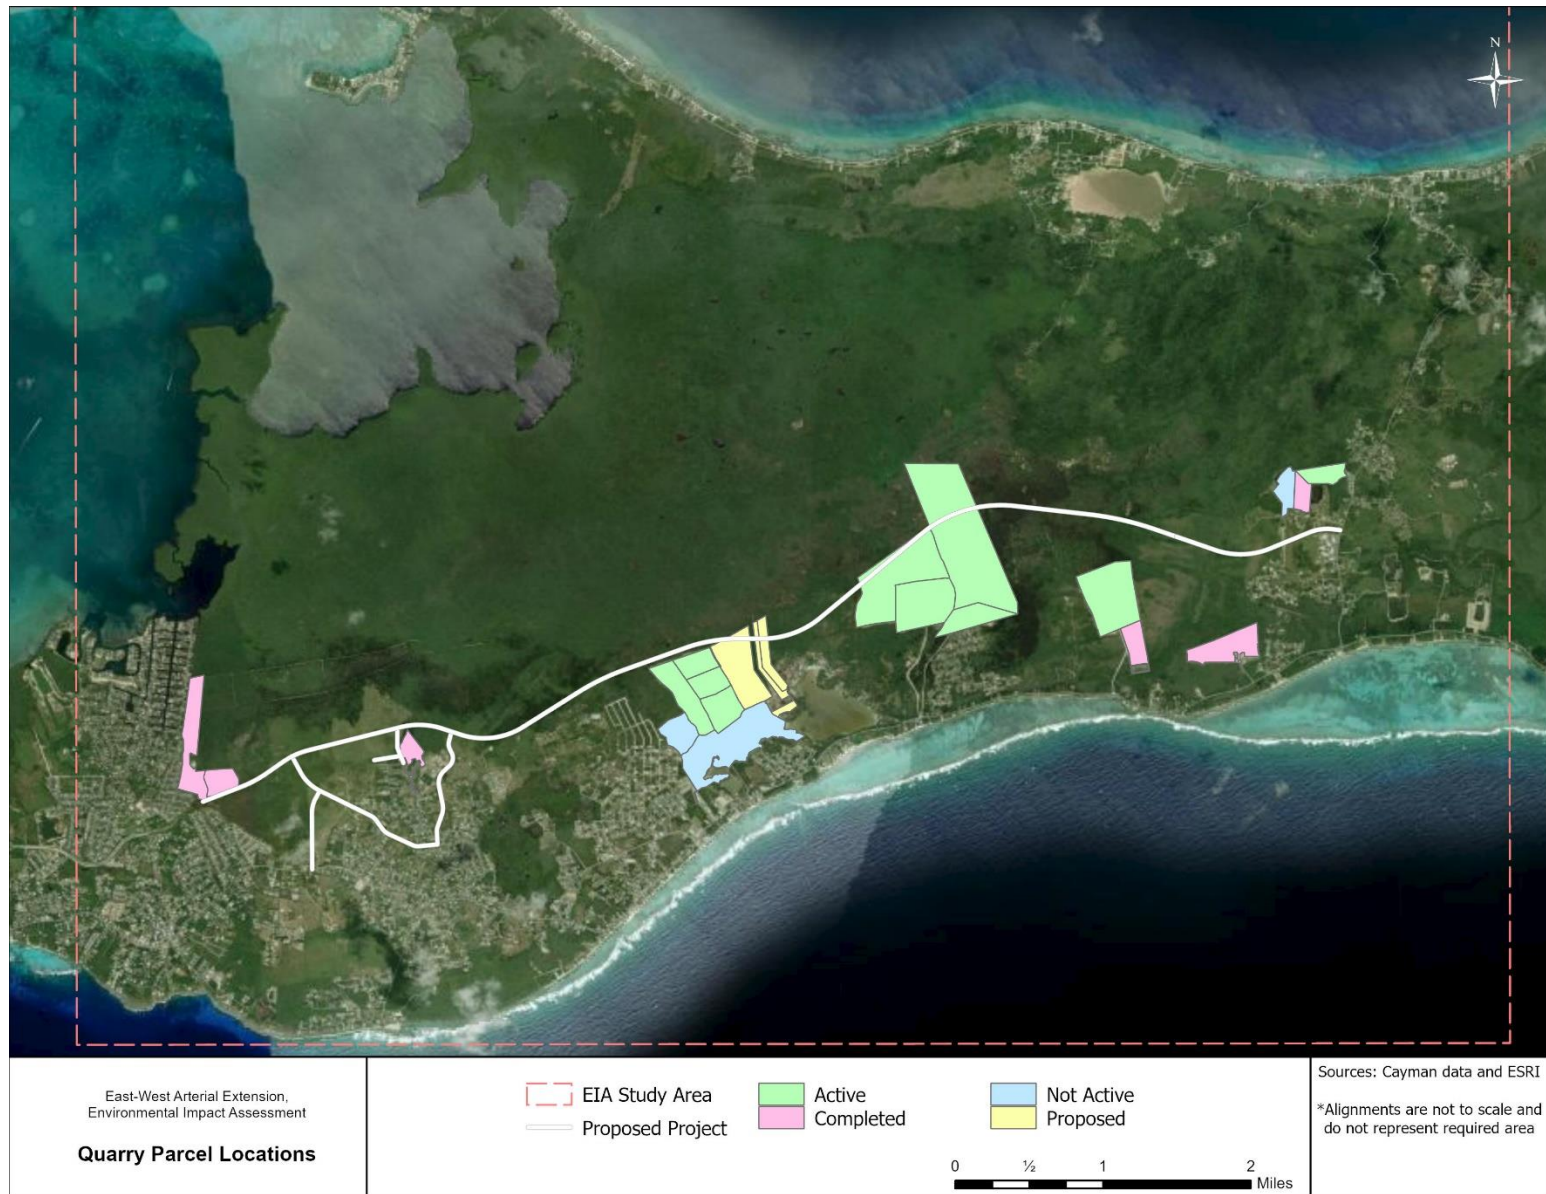 N
East-West Arterial Extension,
Environmental Impact Assessment
Quarry Parcel Locations
EIA Study Area
Proposed Project
Active
Completed
Not Active
Proposed
0 ½ 1 2
Miles
Sources: Cayman data and ESRI
*Alignments are not to scale and
do not represent required area